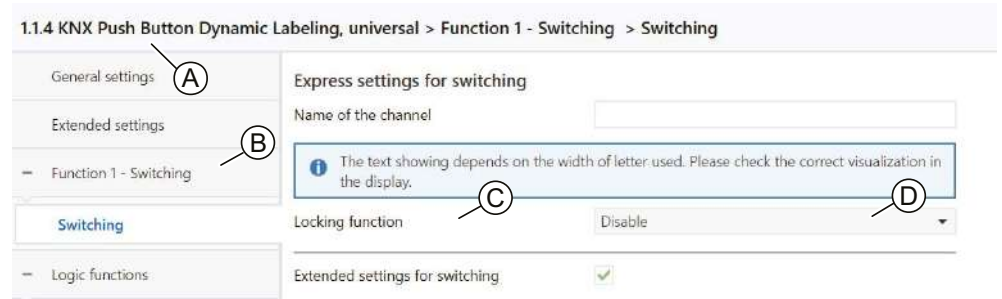 1.1.4 KNX Push Button Dynamic Labeling, universal > Function 1 - Switching > Switching
A
General settings
Extended settings
B
− Function 1 - Switching
Switching
− Logic functions
Express settings for switching
Name of the channel
The text showing depends on the width of letter used. Please check the correct visualization in
the display.
C
D
Locking function Disable
Extended settings for switching